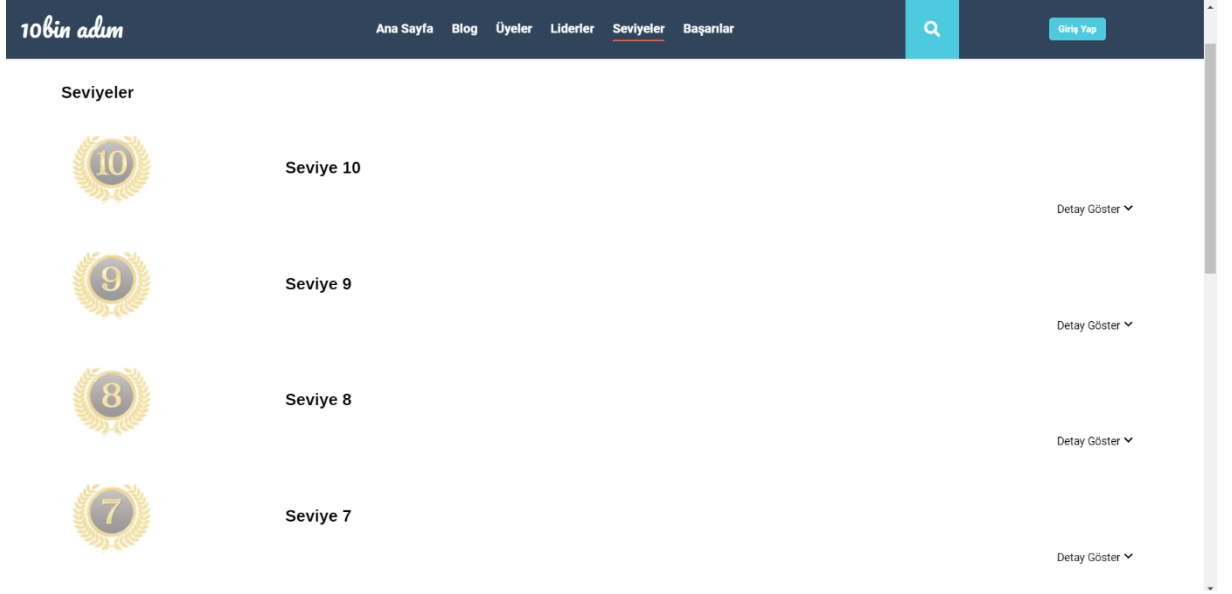 10bin adım
Ana Sayfa Blog Üyeler Liderler Seviyeler Başarılar
Giriş Yap
Seviyeler
10
Seviye 10
Detay Göster
9
Seviye 9
Detay Göster
8
Seviye 8
Detay Göster
7
Seviye 7
Detay Göster